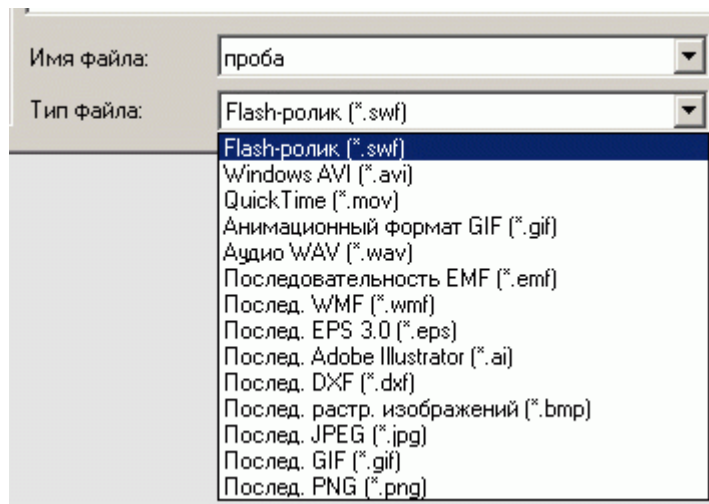 Имя файла: проба
Тип файла: Flash-ролик (*.swf)
Flash-ролик (*.swf)
Windows AVI (*.avi)
QuickTime (*.mov)
Анимационный формат GIF (*.gif)
Аудио WAV (*.wav)
Последовательность EMF (*.emf)
Послед. WMF (*.wmf)
Послед. EPS 3.0 (*.eps)
Послед. Adobe Illustrator (*.ai)
Послед. DXF (*.dxf)
Послед. растр. изображений (*.bmp)
Послед. JPEG (*.jpg)
Послед. GIF (*.gif)
Послед. PNG (*.png)